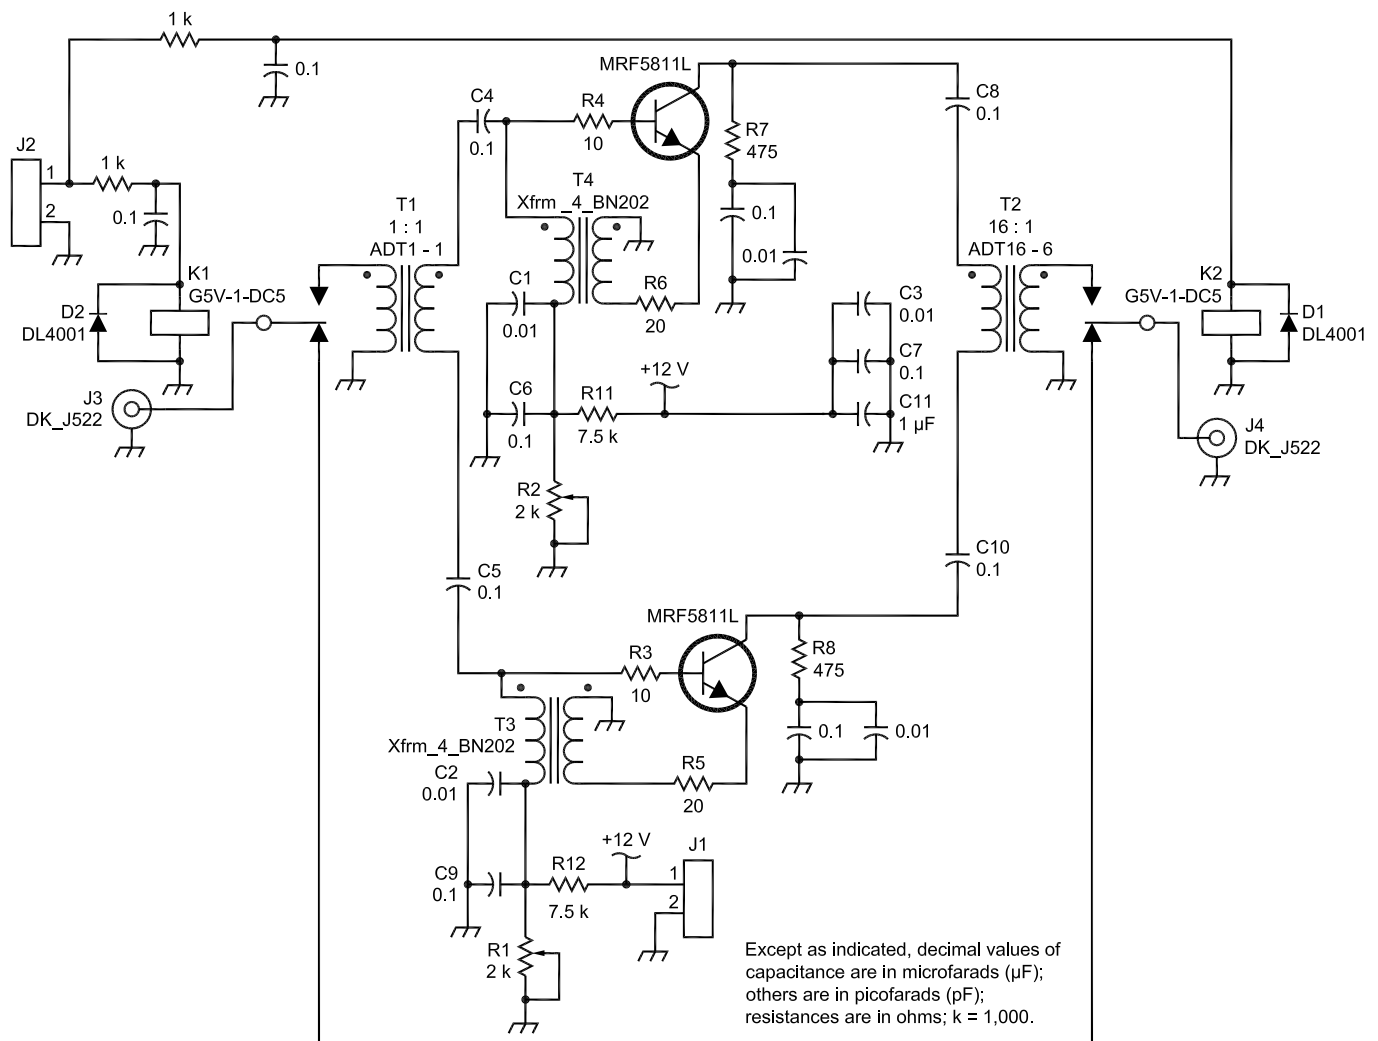 1 k
0.1
J2
1
2
1 k
0.1
K1
G5V-1-DC5
D2
DL4001
J3
DK_J522
T1
1 : 1
ADT1 - 1
C4
0.1
R4
10
MRF5811L
T4
Xfrm _4_BN202
R7
475
0.1
0.01
C8
0.1
T2
16 : 1
ADT16 - 6
K2
G5V-1-DC5
D1
DL4001
J4
DK_J522
C1
0.01
R6
20
C3
0.01
C7
0.1
C11
1 µF
+12 V
C6
0.1
R11
7.5 k
R2
2 k
C5
0.1
C10
0.1
MRF5811L
R3
10
R8
475
0.1
0.01
T3
Xfrm_4_BN202
C2
0.01
R5
20
+12 V
J1
1
2
C9
0.1
R12
7.5 k
R1
2 k
Except as indicated, decimal values of
capacitance are in microfarads (µF);
others are in picofarads (pF);
resistances are in ohms; k = 1,000.